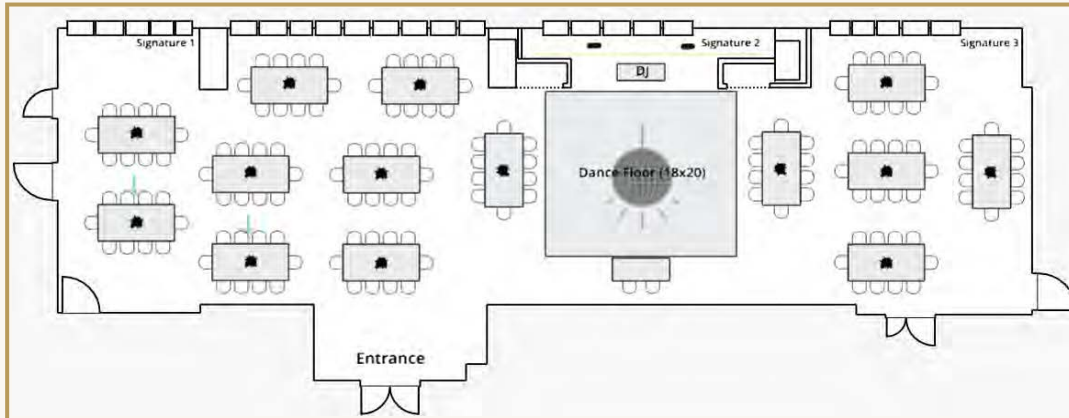 Signature 1
Signature 2
Signature 3
DJ
Dance Floor (18x20)
Entrance